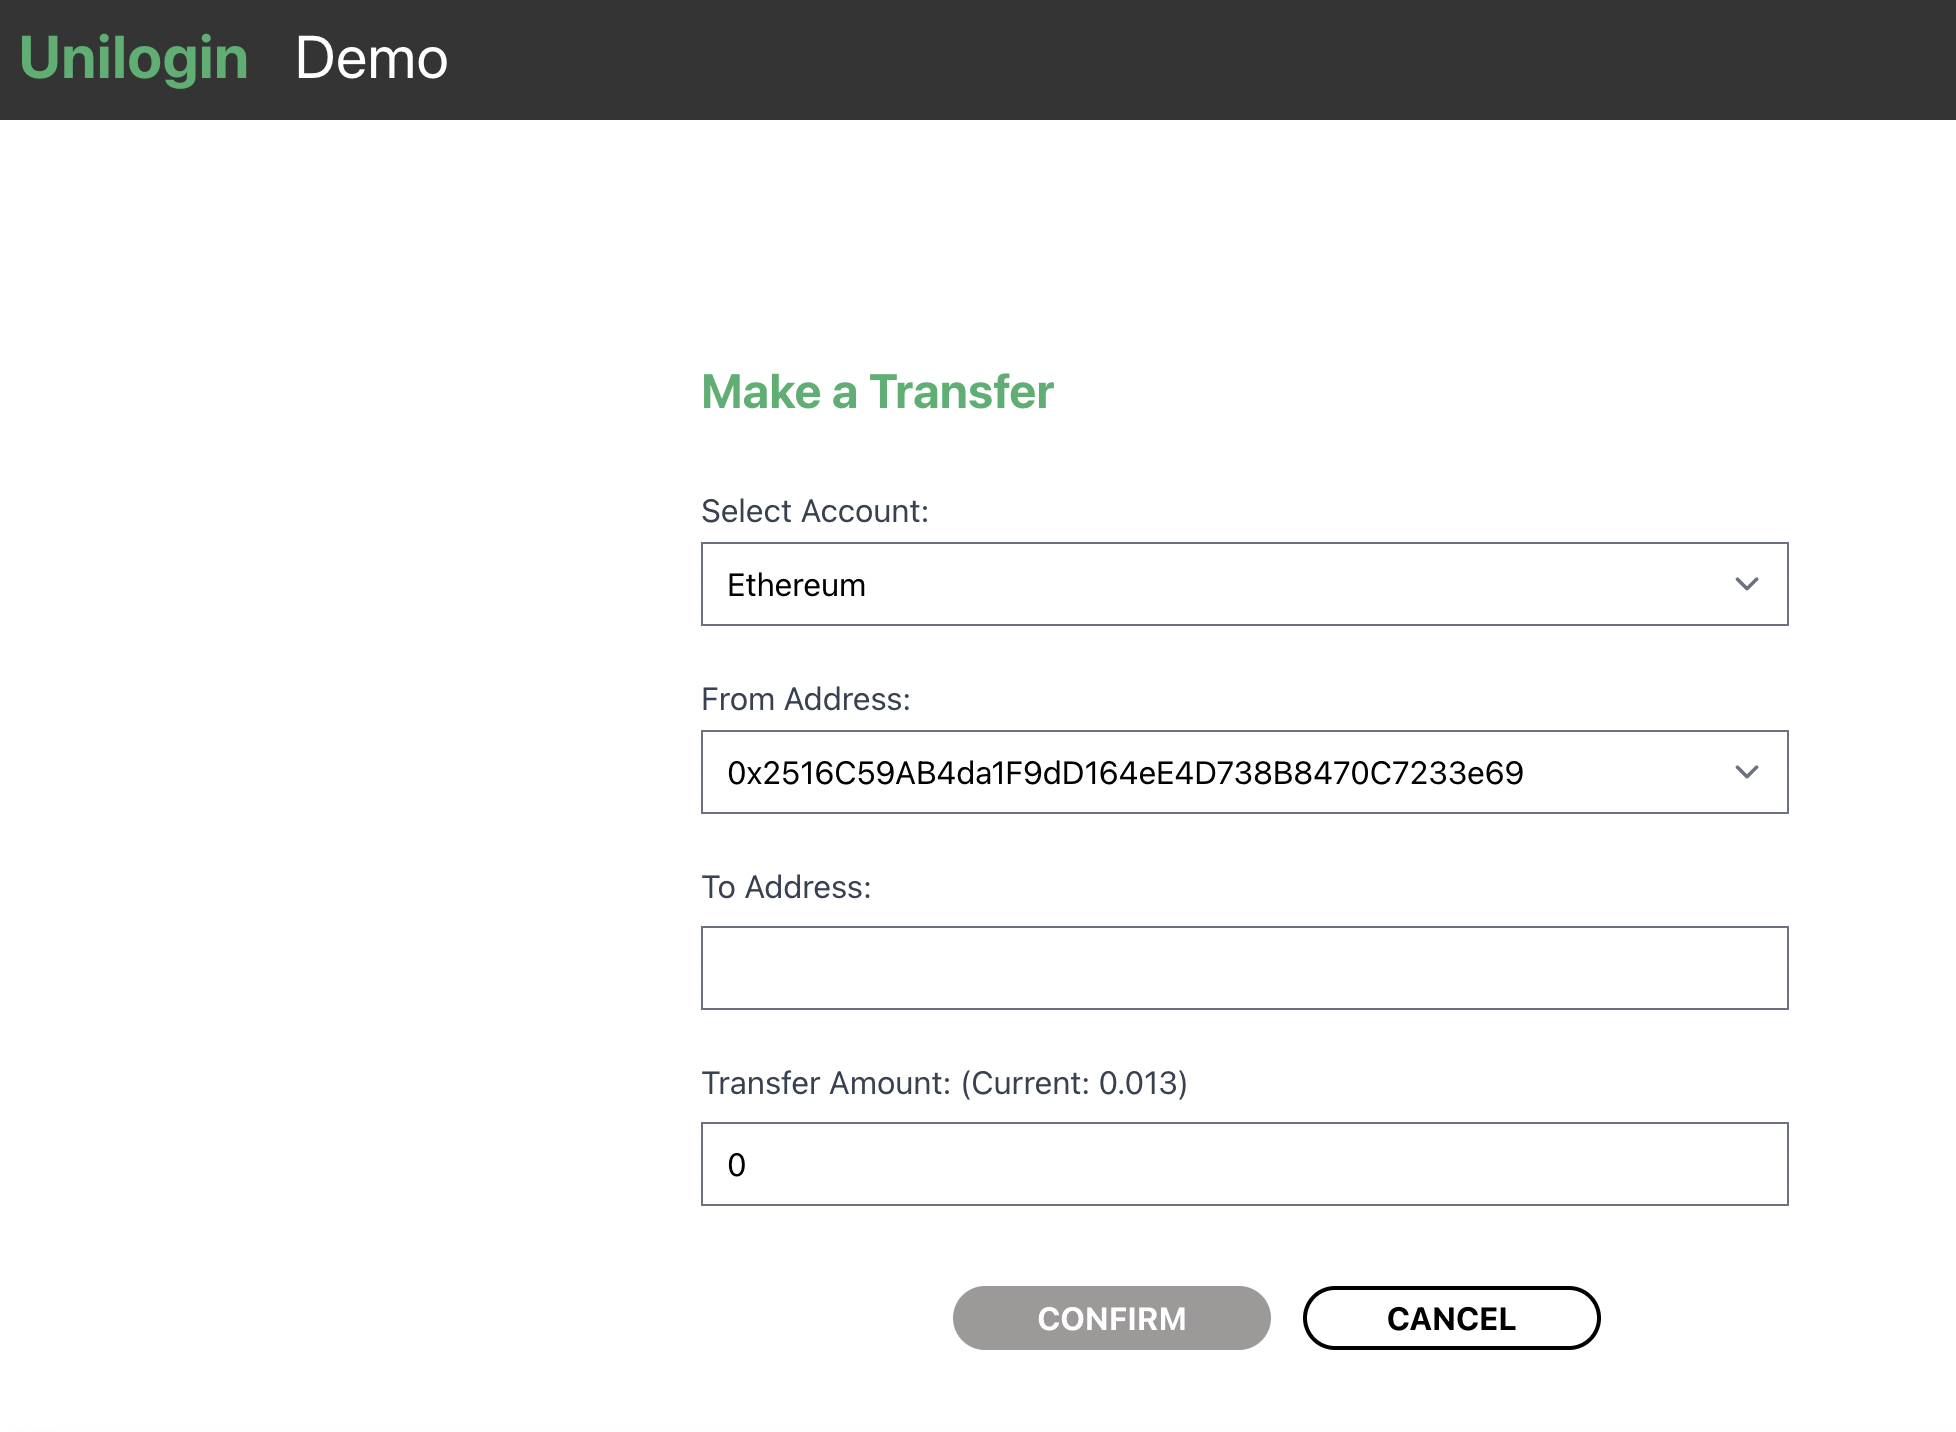 Unilogin Demo
Make a Transfer
Select Account:
Ethereum
From Address:
0x2516C59AB4da1F9dD164eE4D738B8470C7233e69
To Address:
Transfer Amount: (Current: 0.013)
0
CONFIRM CANCEL